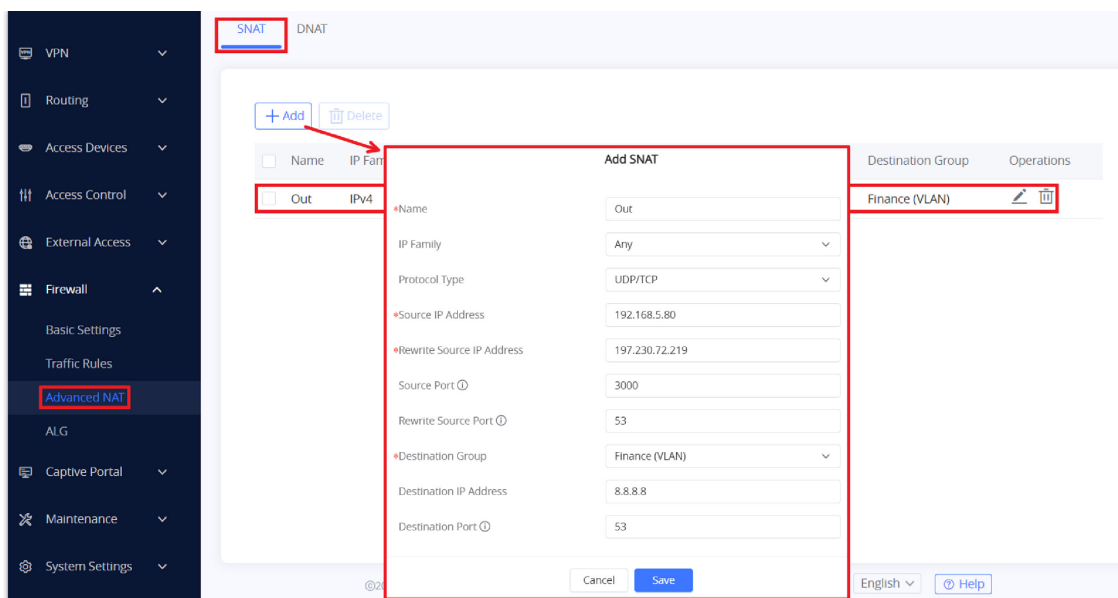 SNAT DNAT
VPN
Routing
Access Devices
Access Control
External Access
Firewall
Basic Settings
Traffic Rules
Advanced NAT
ALG
Captive Portal
Maintenance
System Settings
+ Add Delete
Name IP Fam Destination Group Operations
Out IPv4 Finance (VLAN)
Add SNAT
*Name Out
IP Family Any
Protocol Type UDP/TCP
*Source IP Address 192.168.5.80
*Rewrite Source IP Address 197.230.72.219
Source Port 3000
Rewrite Source Port 53
*Destination Group Finance (VLAN)
Destination IP Address 8.8.8.8
Destination Port 53
Cancel Save
©20 English Help